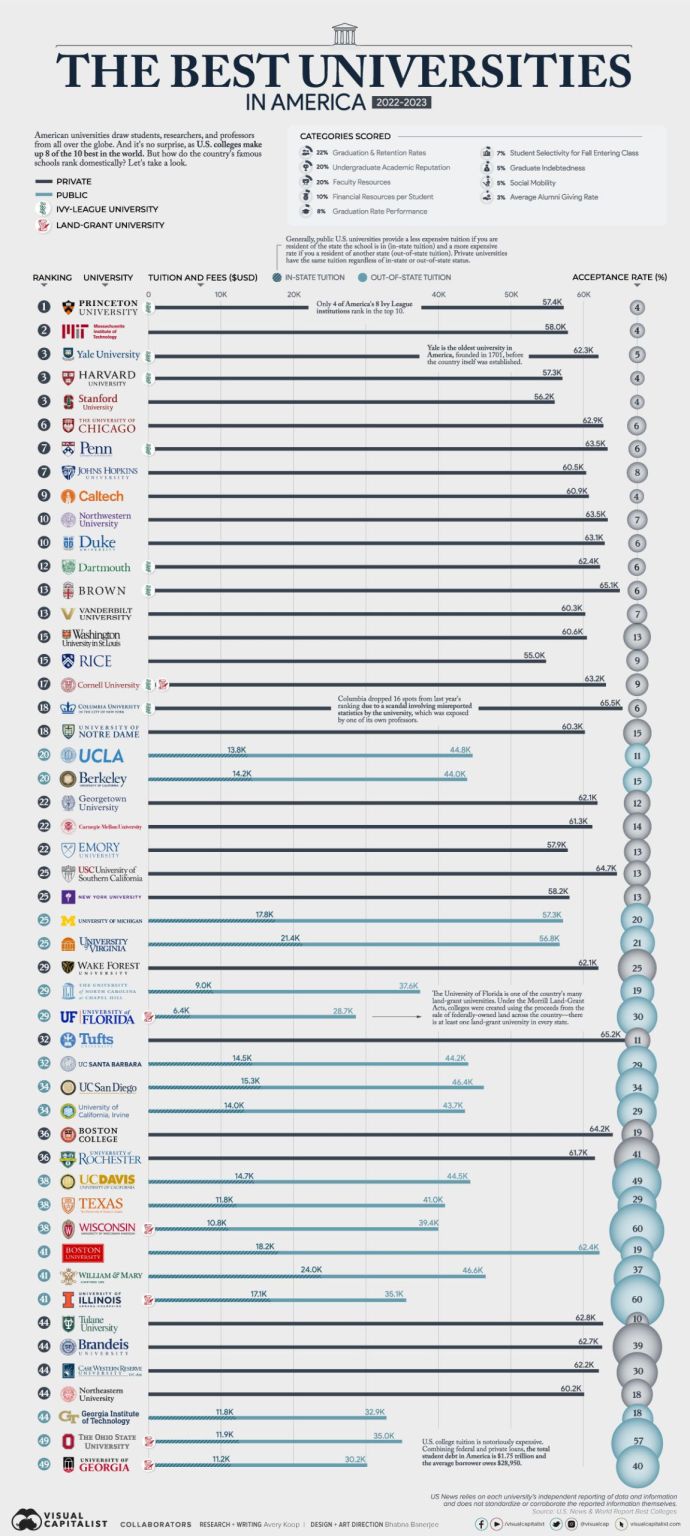 THE BEST UNIVERSITIES
IN AMERICA 2022-2023
American universities draw students, researchers, and professors
from all over the globe. And it's no surprise, as U.S. colleges make
up 8 of the 10 best in the world. But how do the country's famous
schools rank domestically? Let's take a look.
PRIVATE
PUBLIC
IVY-LEAGUE UNIVERSITY
LAND-GRANT UNIVERSITY
CATEGORIES SCORED
22% Graduation & Retention Rates
20% Undergraduate Academic Reputation
20% Faculty Resources
10% Financial Resources per Student
8% Graduation Rate Performance
7% Student Selectivity for Fall Entering Class
5% Graduate Indebtedness
5% Social Mobility
3% Average Alumni Giving Rate
Generally, public U.S. universities provide a less expensive tuition if you are
resident of the state the school is in (in-state tuition) and a more expensive
rate if you a resident of another state (out-of-state tuition). Private universities
have the same tuition regardless of in-state or out-of-state status.
RANKING UNIVERSITY TUITION AND FEES ($USD) IN-STATE TUITION OUT-OF-STATE TUITION ACCEPTANCE RATE (%)
0 10K 20K 40K 50K 60K
1 PRINCETON UNIVERSITY 57.4K 4
Only 4 of America's 8 Ivy League
institutions rank in the top 10.
2 MIT Massachusetts Institute of Technology 58.0K 4
3 Yale University 62.3K 5
Yale is the oldest university in
America, founded in 1701, before
the country itself was established.
3 HARVARD UNIVERSITY 57.3K 4
3 Stanford University 56.2K 4
6 THE UNIVERSITY OF CHICAGO 62.9K 6
7 Penn 63.5K 6
7 JOHNS HOPKINS UNIVERSITY 60.5K 8
9 Caltech 60.9K 4
10 Northwestern University 63.5K 7
10 Duke UNIVERSITY 63.1K 6
12 Dartmouth 62.4K 6
13 BROWN 65.1K 6
13 VANDERBILT UNIVERSITY 60.3K 7
15 Washington University in St. Louis 60.6K 13
15 RICE 55.0K 9
17 Cornell University 63.2K 9
18 COLUMBIA UNIVERSITY IN THE CITY OF NEW YORK 65.5K 6
Columbia dropped 16 spots from last year's
ranking due to a scandal involving misreported
statistics by the university, which was exposed
by one of its own professors.
18 UNIVERSITY OF NOTRE DAME 60.3K 15
20 UCLA 13.8K 44.8K 11
20 Berkeley UNIVERSITY OF CALIFORNIA 14.2K 44.0K 15
22 Georgetown University 62.1K 12
22 Carnegie Mellon University 61.3K 14
22 EMORY UNIVERSITY 57.9K 13
25 USC University of Southern California 64.7K 13
25 NEW YORK UNIVERSITY 58.2K 13
25 M UNIVERSITY OF MICHIGAN 17.8K 57.3K 20
25 UNIVERSITY of VIRGINIA 21.4K 56.8K 21
29 WAKE FOREST UNIVERSITY 62.1K 25
29 THE UNIVERSITY of NORTH CAROLINA at CHAPEL HILL 9.0K 37.6K 19
29 UF UNIVERSITY of FLORIDA 6.4K 28.7K 30
The University of Florida is one of the country's many
land-grant universities. Under the Morrill Land-Grant
Acts, colleges were created using the proceeds from the
sale of federally-owned land across the country—there
is at least one land-grant university in every state.
32 Tufts UNIVERSITY 65.2K 11
32 UC SANTA BARBARA 14.5K 44.2K 29
34 UC San Diego 15.3K 46.4K 34
34 University of California, Irvine 14.0K 43.7K 29
36 BOSTON COLLEGE 64.2K 19
36 UNIVERSITY of ROCHESTER 61.7K 41
38 UCDAVIS UNIVERSITY OF CALIFORNIA 14.7K 44.5K 49
38 TEXAS 11.8K 41.0K 29
38 WISCONSIN 10.8K 39.4K 60
41 BOSTON UNIVERSITY 18.2K 62.4K 19
41 WILLIAM & MARY 24.0K 46.6K 37
41 UNIVERSITY OF ILLINOIS URBANA-CHAMPAIGN 17.1K 35.1K 60
44 Tulane University 62.8K 10
44 Brandeis UNIVERSITY 62.7K 39
44 CASE WESTERN RESERVE UNIVERSITY 62.2K 30
44 Northeastern University 60.2K 18
44 GT Georgia Institute of Technology 11.8K 32.9K 18
49 THE OHIO STATE UNIVERSITY 11.9K 35.0K 57
49 UNIVERSITY OF GEORGIA 11.2K 30.2K 40
U.S. college tuition is notoriously expensive.
Combining federal and private loans, the total
student debt in America is $1.75 trillion and
the average borrower owes $28,950.
US News relies on each university's independent reporting of data and information
and does not standardize or corroborate the reported information themselves.
Source: U.S. News & World Report Best Colleges
VISUAL CAPITALIST
COLLABORATORS RESEARCH + WRITING Avery Koop | DESIGN + ART DIRECTION Bhabna Banerjee
/visualcapitalist @visualcap visualcapitalist.com